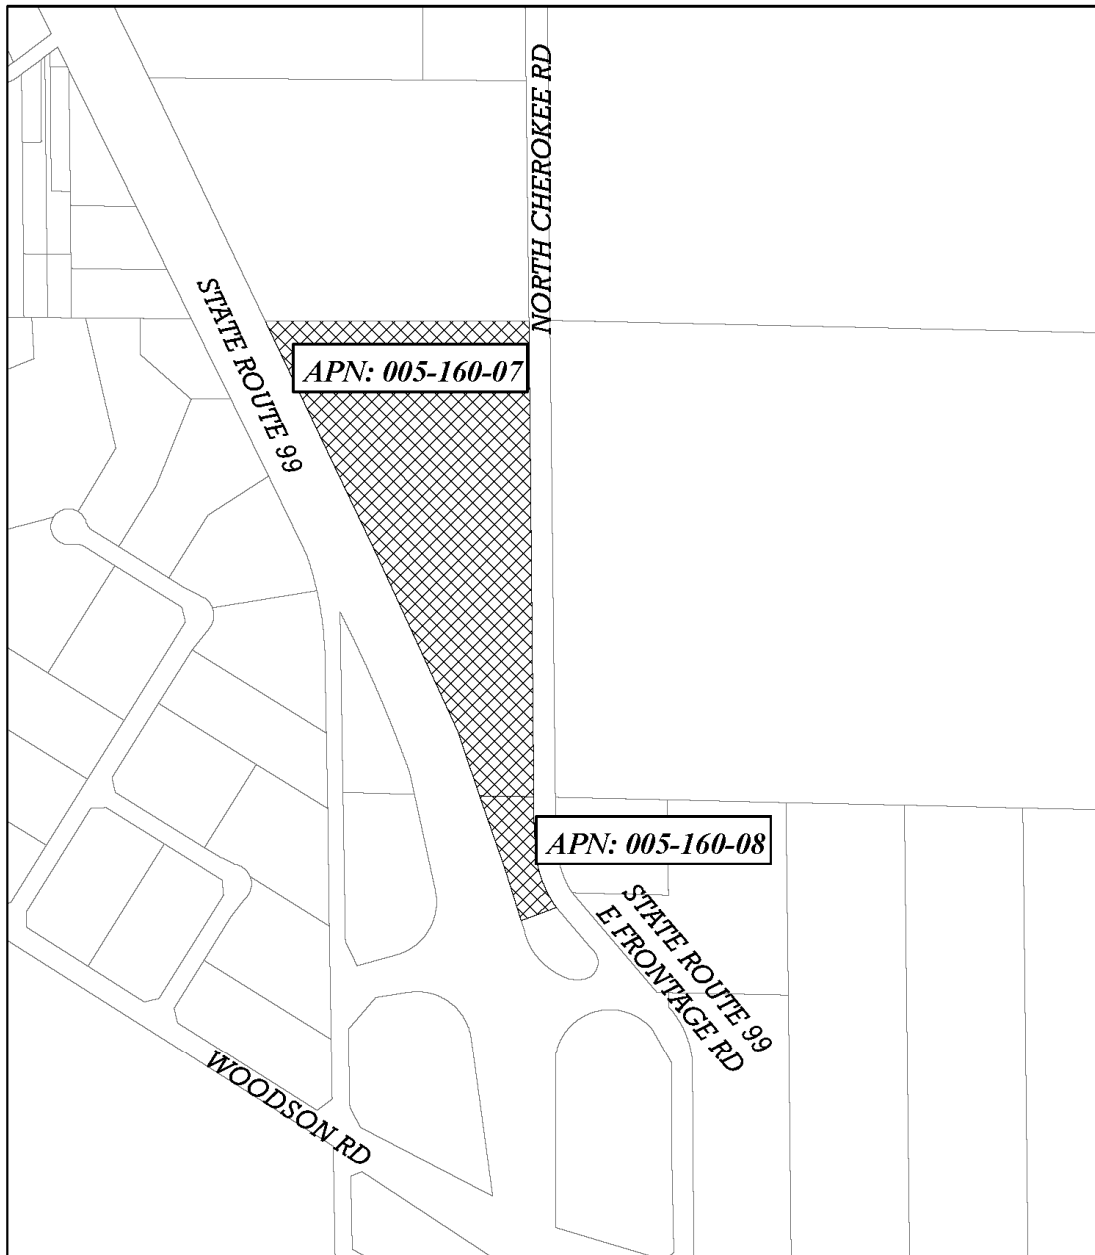 NORTH CHEROKEE RD
STATE ROUTE 99
APN: 005-160-07
APN: 005-160-08
STATE ROUTE 99
E FRONTAGE RD
WOODSON RD